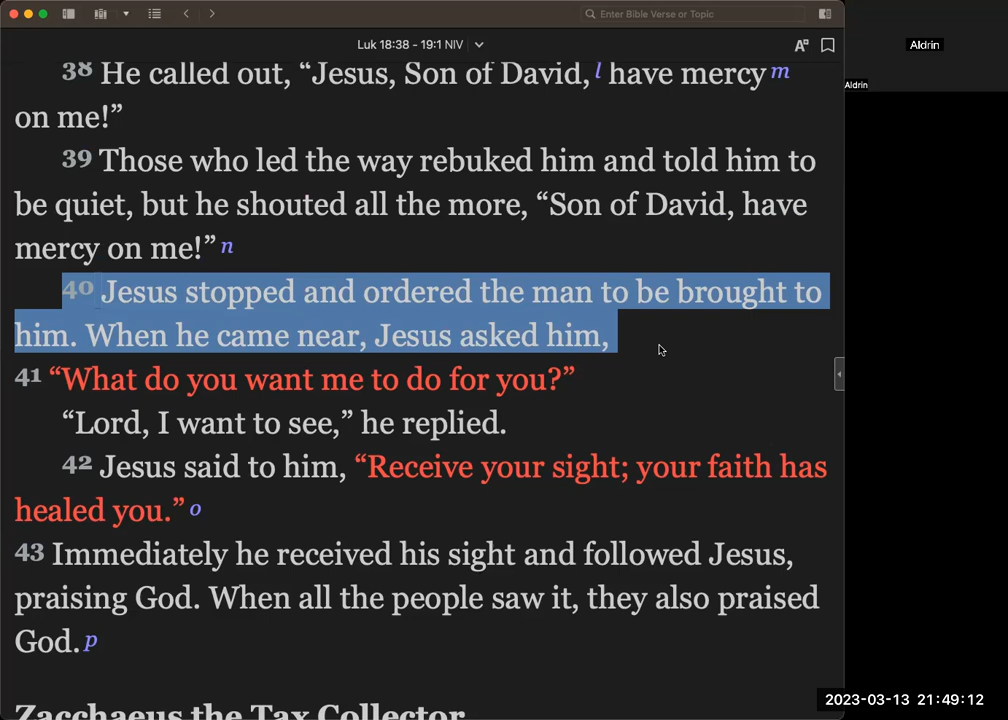 Enter Bible Verse or Topic
Luk 18:38 - 19:1 NIV
Aldrin
Aldrin
38 He called out, “Jesus, Son of David, l have mercy m
on me!”
39 Those who led the way rebuked him and told him to
be quiet, but he shouted all the more, “Son of David, have
mercy on me!” n
40 Jesus stopped and ordered the man to be brought to
him. When he came near, Jesus asked him,
41 “What do you want me to do for you?”
“Lord, I want to see,” he replied.
42 Jesus said to him, “Receive your sight; your faith has
healed you.” o
43 Immediately he received his sight and followed Jesus,
praising God. When all the people saw it, they also praised
God. p
Zacchaeus the Tax Collector
2023-03-13 21:49:12